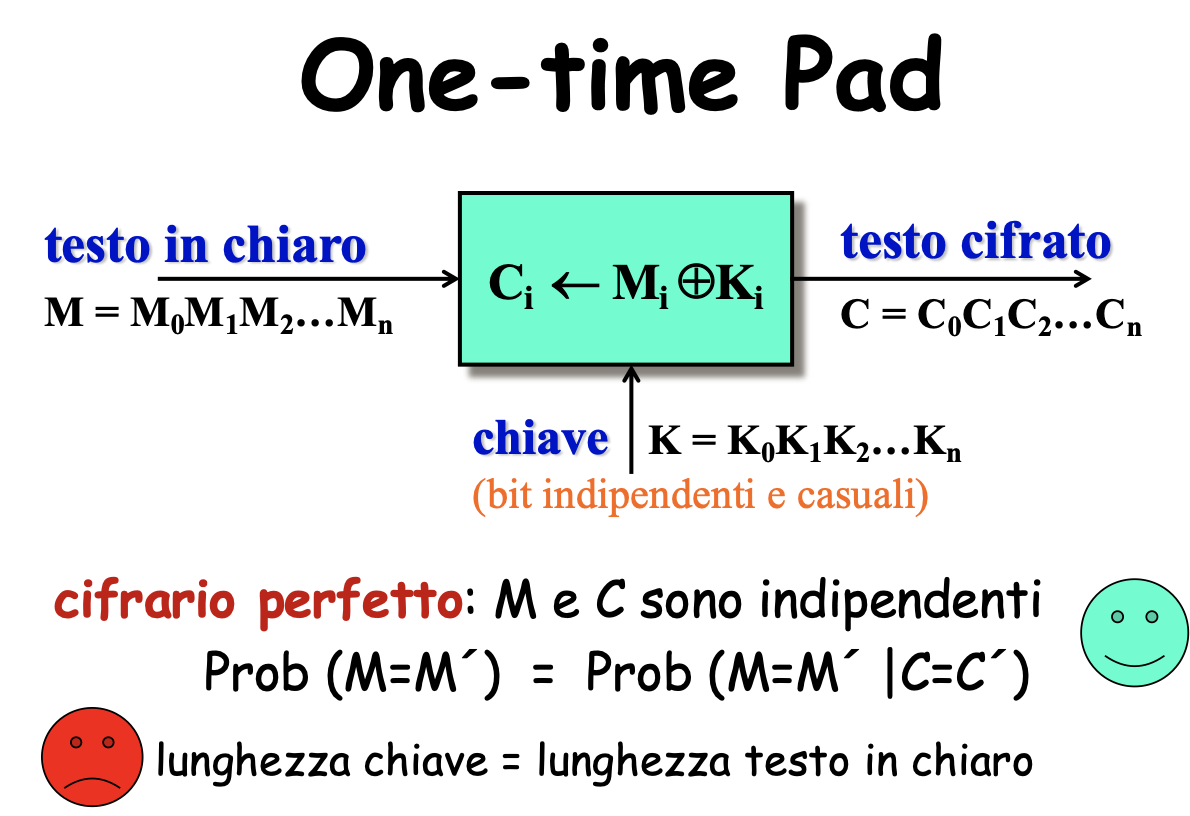 One-time Pad
testo in chiaro
M = M₀M₁M₂…Mₙ
Cᵢ ← Mᵢ ⊕Kᵢ
testo cifrato
C = C₀C₁C₂…Cₙ
chiave
K = K₀K₁K₂…Kₙ
(bit indipendenti e casuali)
cifrario perfetto: M e C sono indipendenti
Prob (M=M´) = Prob (M=M´ |C=C´)
lunghezza chiave = lunghezza testo in chiaro